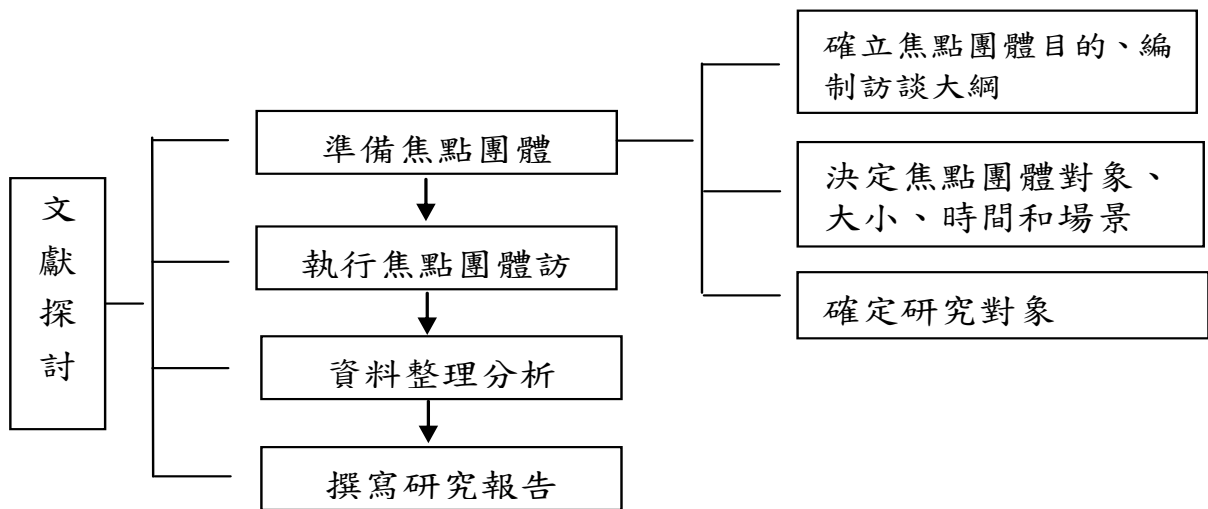 文獻探討
準備焦點團體
執行焦點團體訪
資料整理分析
撰寫研究報告
確立焦點團體目的、編
制訪談大綱
決定焦點團體對象、
大小、時間和場景
確定研究對象